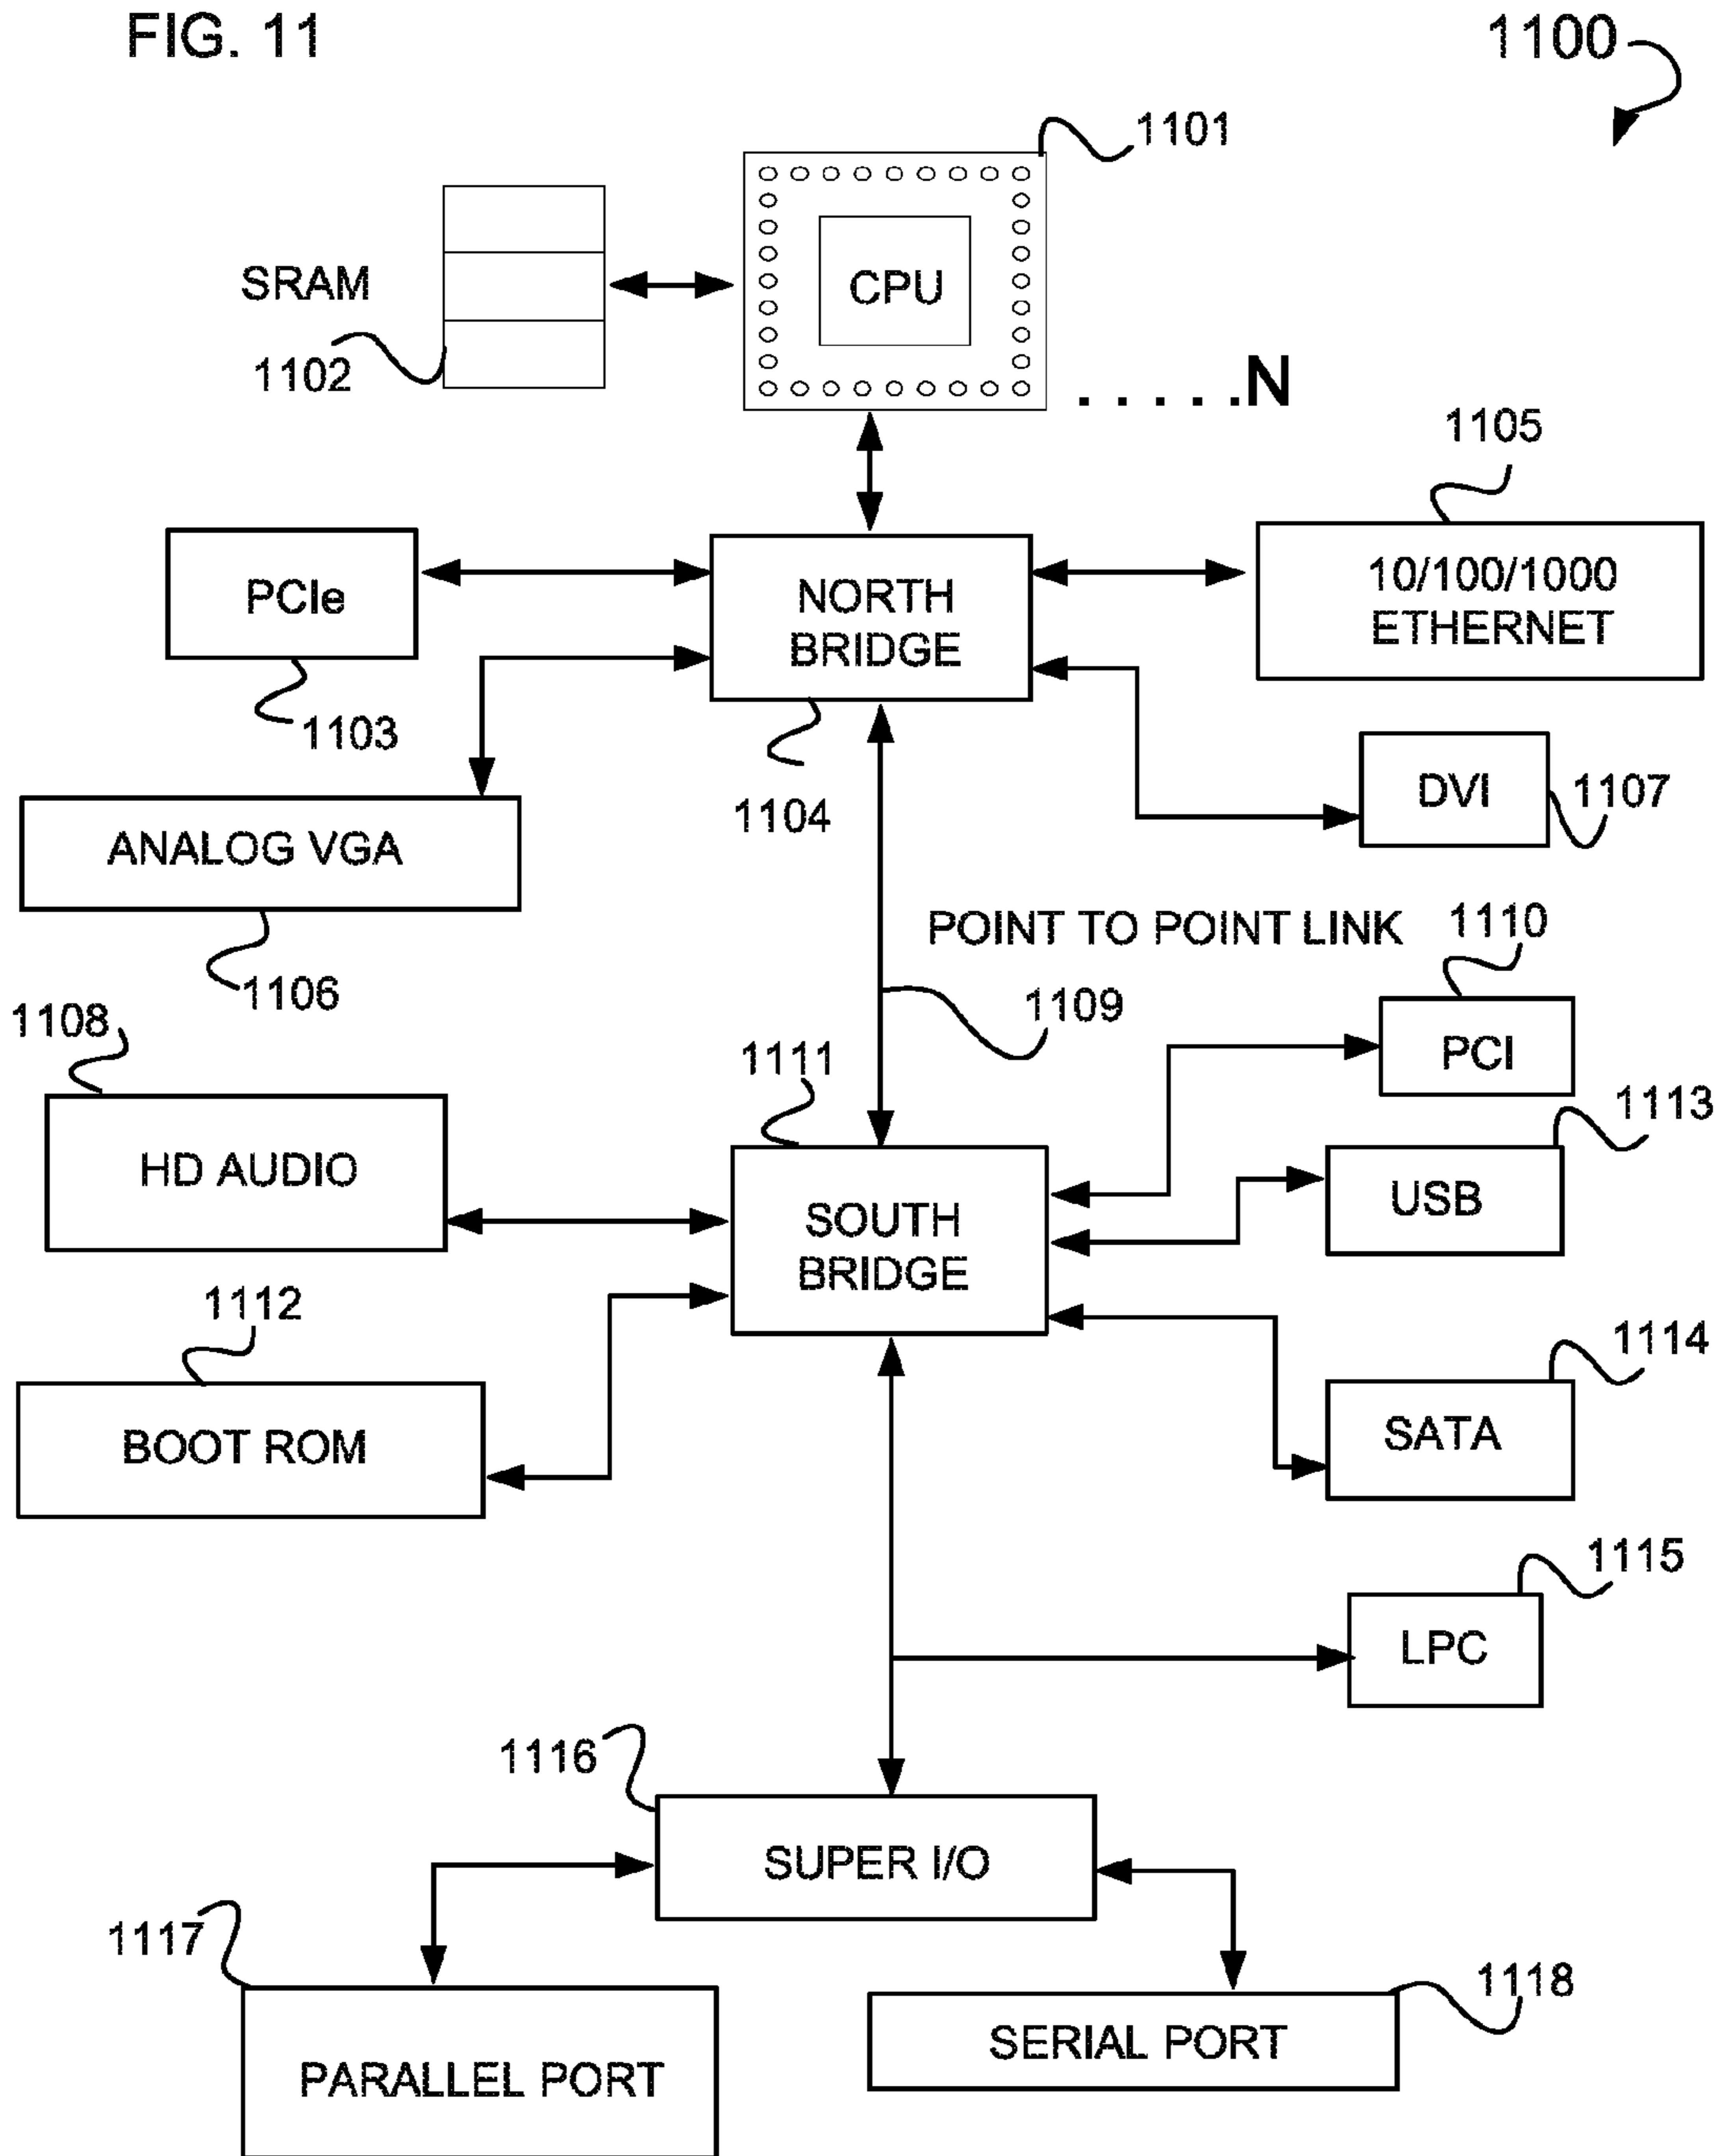 FIG. 11
1100
1101
SRAM
CPU
1102
. . . . .N
1105
PCIe
NORTH
BRIDGE
10/100/1000
ETHERNET
1103
1104
DVI
1107
ANALOG VGA
1106
POINT TO POINT LINK
1110
1108
1109
1111
PCI
1113
HD AUDIO
USB
SOUTH
BRIDGE
1112
1114
BOOT ROM
SATA
1115
LPC
1116
SUPER I/O
1117
1118
SERIAL PORT
PARALLEL PORT